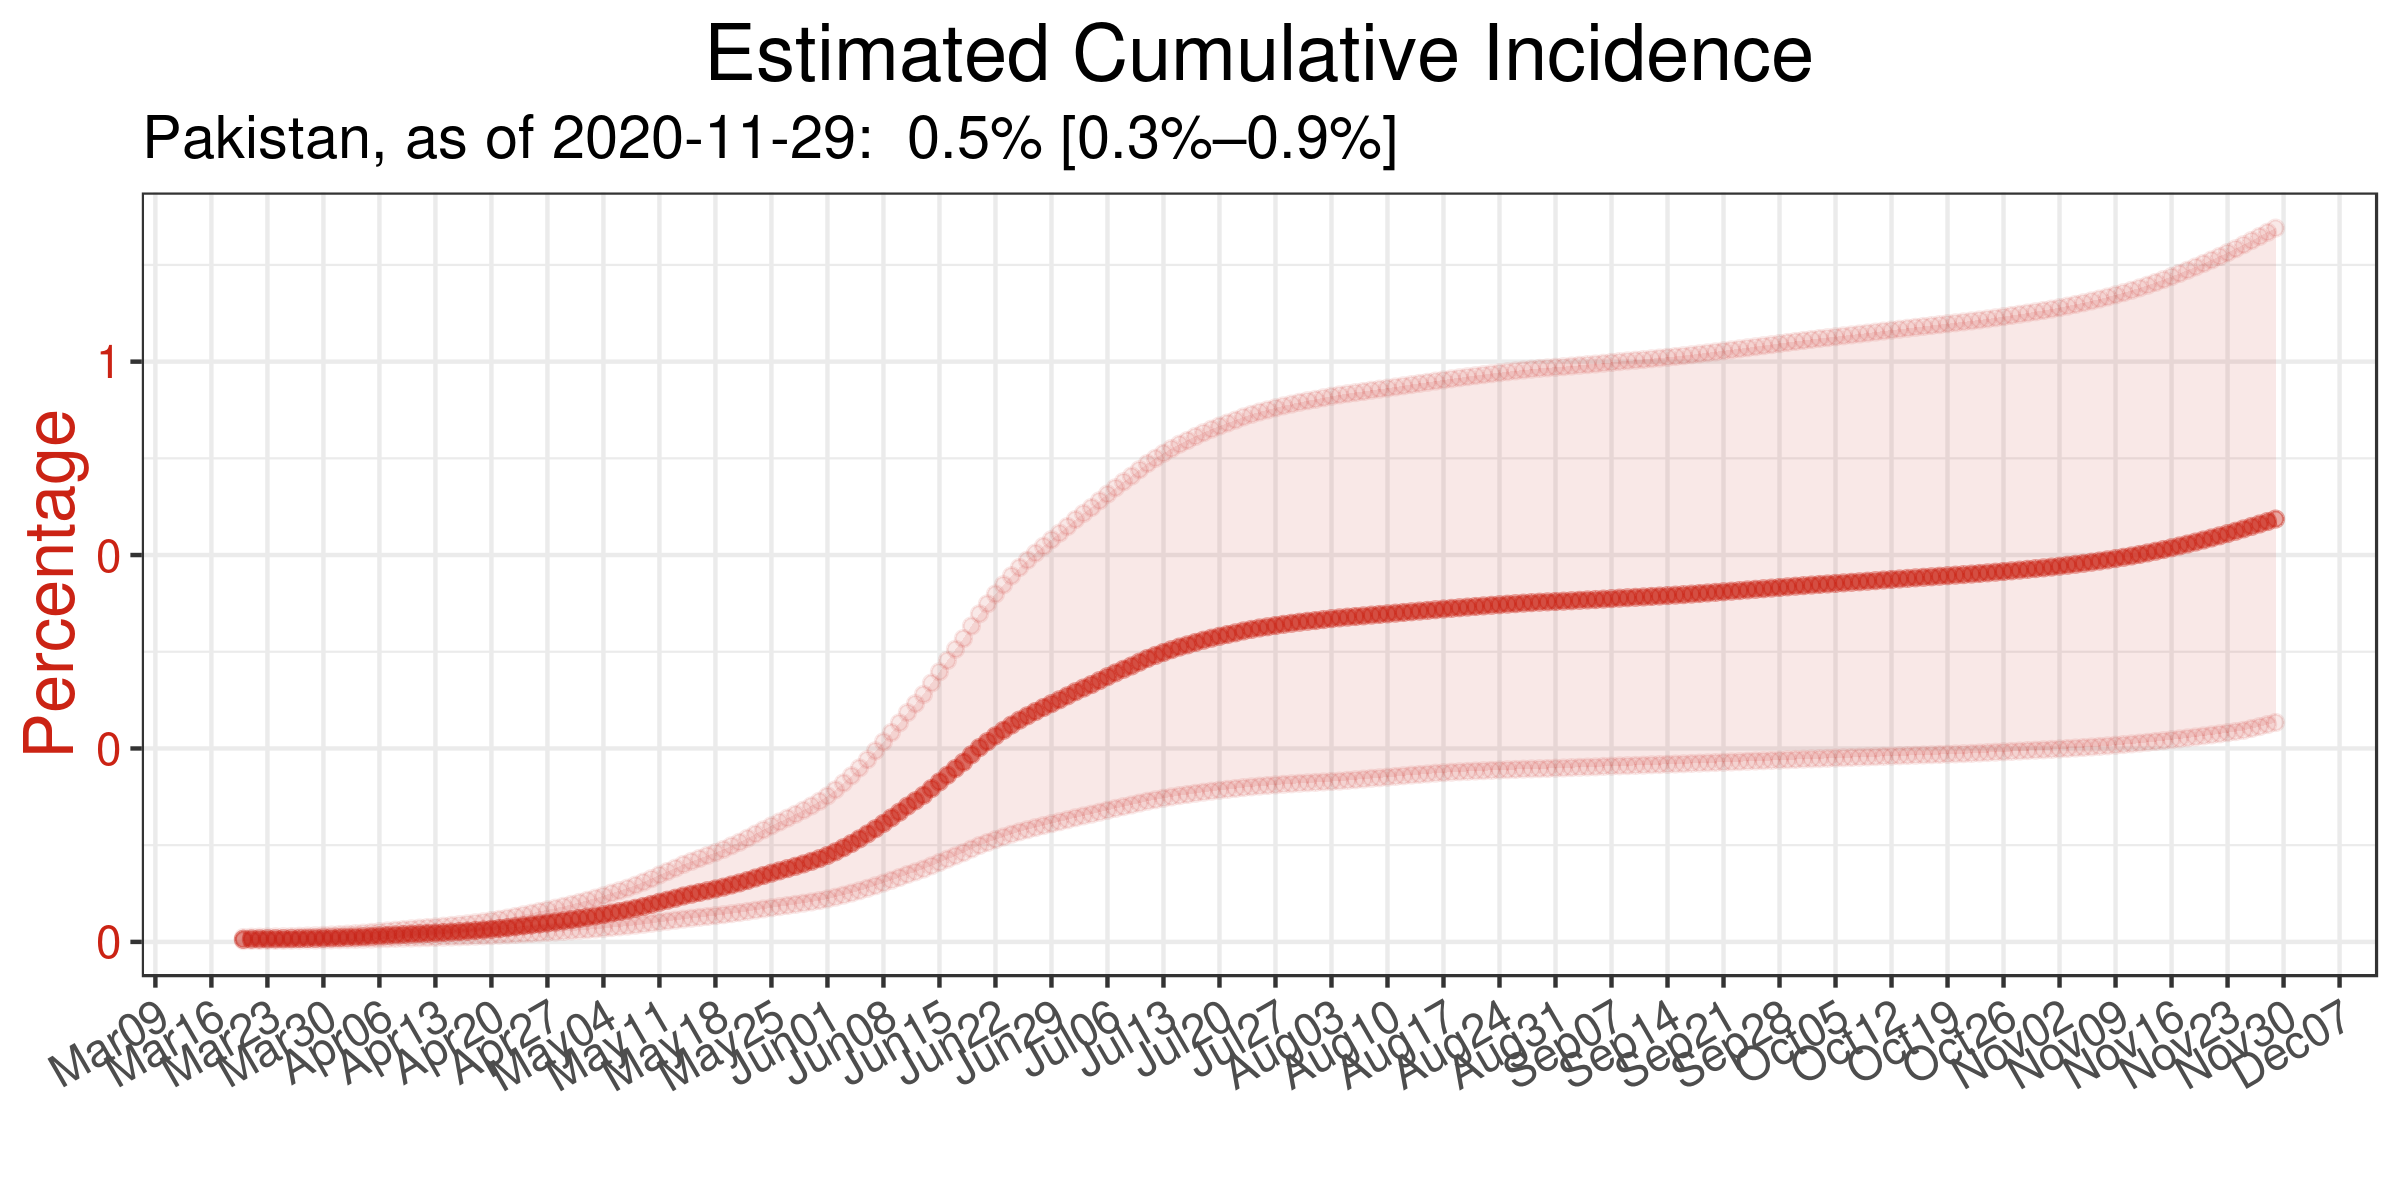 Estimated Cumulative Incidence
Pakistan, as of 2020-11-29:  0.5% [0.3%–0.9%]
Percentage
1
0
0
0
Mar09
Mar16
Mar23
Mar30
Apr06
Apr13
Apr20
Apr27
May04
May11
May18
May25
Jun01
Jun08
Jun15
Jun22
Jun29
Jul06
Jul13
Jul20
Jul27
Aug03
Aug10
Aug17
Aug24
Aug31
Sep07
Sep14
Sep21
Sep28
Oct05
Oct12
Oct19
Oct26
Nov02
Nov09
Nov16
Nov23
Nov30
Dec07